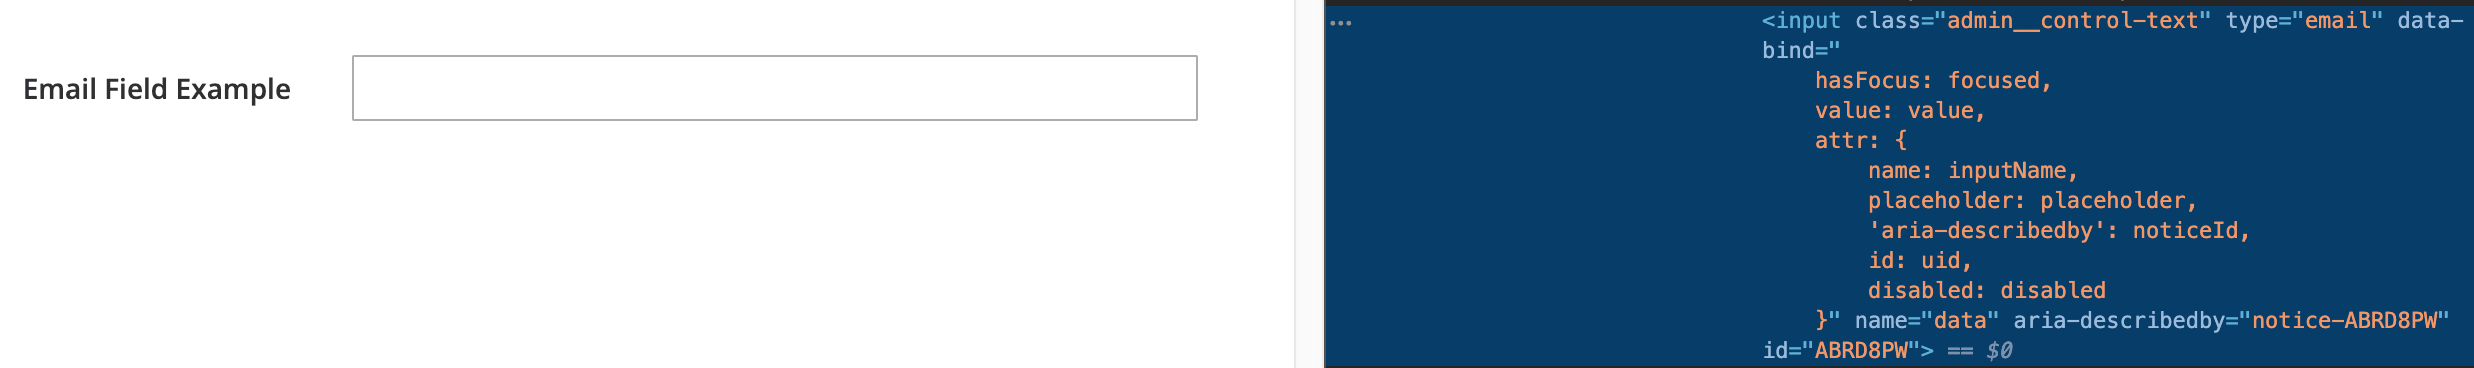 Email Field Example
...
<input class="admin__control-text" type="email" data-
bind="
hasFocus: focused,
value: value,
attr: {
name: inputName,
placeholder: placeholder,
'aria-describedby': noticeId,
id: uid,
disabled: disabled
}" name="data" aria-describedby="notice-ABRD8PW"
id="ABRD8PW"> == $0